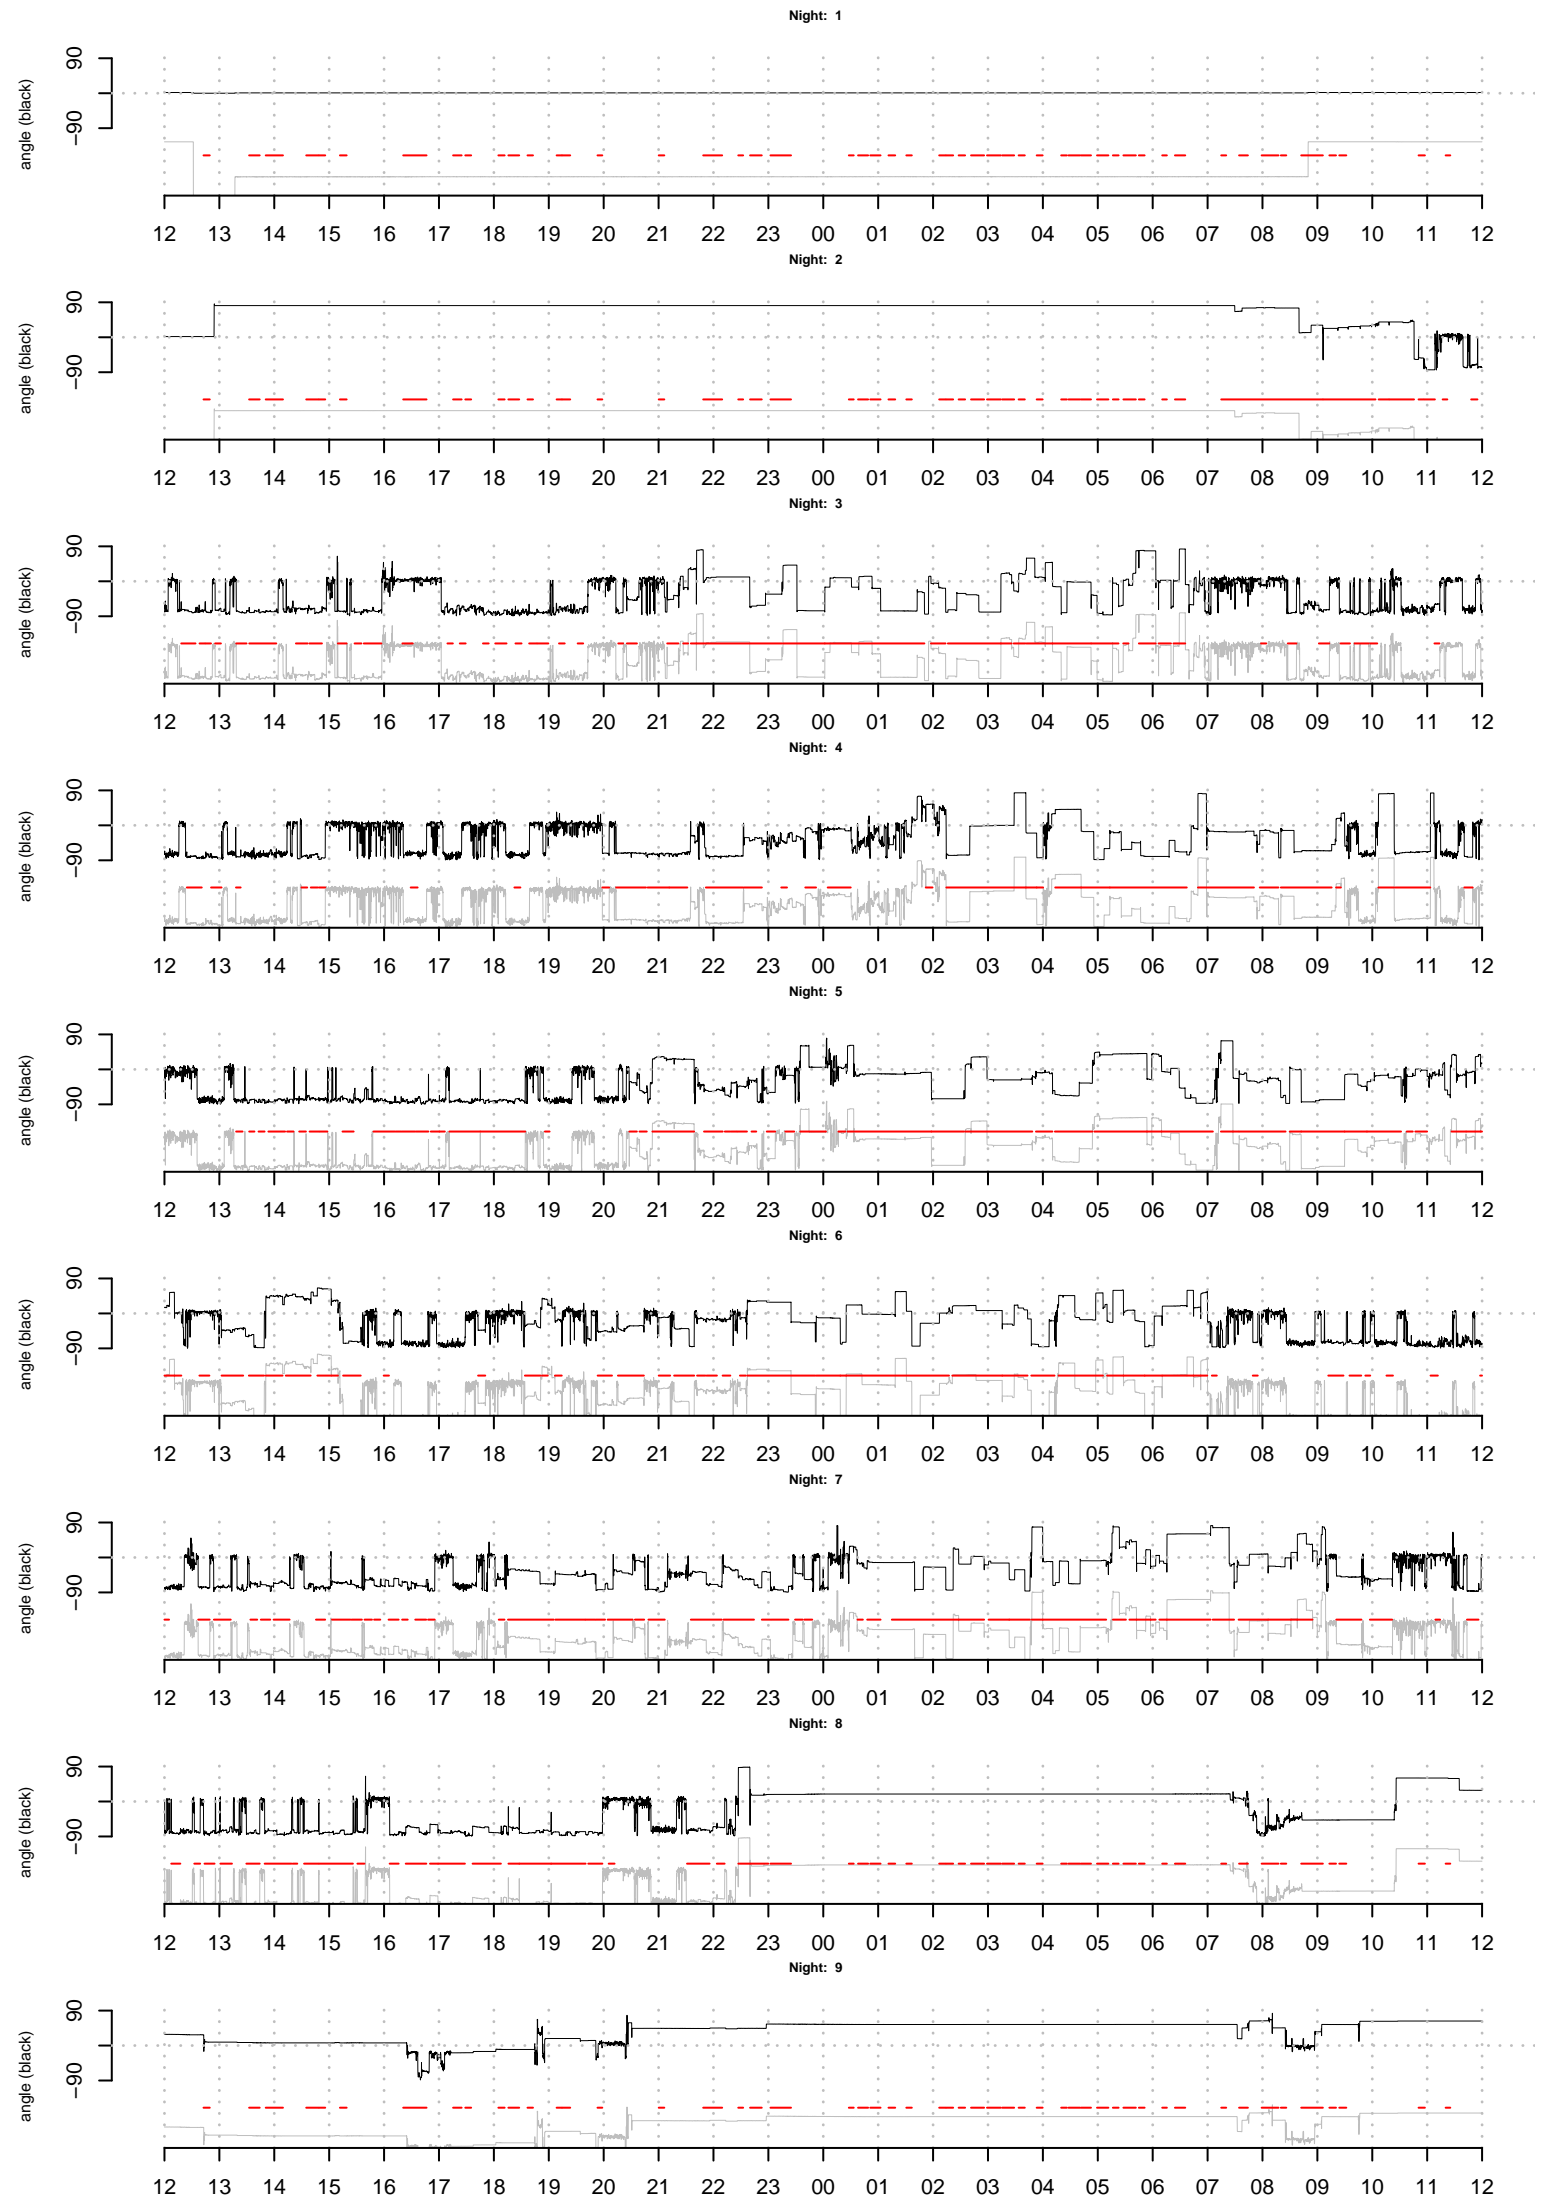 Night: 1
90
-90
angle (black)
12 13 14 15 16 17 18 19 20 21 22 23 00 01 02 03 04 05 06 07 08 09 10 11 12
Night: 2
90
-90
angle (black)
12 13 14 15 16 17 18 19 20 21 22 23 00 01 02 03 04 05 06 07 08 09 10 11 12
Night: 3
90
-90
angle (black)
12 13 14 15 16 17 18 19 20 21 22 23 00 01 02 03 04 05 06 07 08 09 10 11 12
Night: 4
90
-90
angle (black)
12 13 14 15 16 17 18 19 20 21 22 23 00 01 02 03 04 05 06 07 08 09 10 11 12
Night: 5
90
-90
angle (black)
12 13 14 15 16 17 18 19 20 21 22 23 00 01 02 03 04 05 06 07 08 09 10 11 12
Night: 6
90
-90
angle (black)
12 13 14 15 16 17 18 19 20 21 22 23 00 01 02 03 04 05 06 07 08 09 10 11 12
Night: 7
90
-90
angle (black)
12 13 14 15 16 17 18 19 20 21 22 23 00 01 02 03 04 05 06 07 08 09 10 11 12
Night: 8
90
-90
angle (black)
12 13 14 15 16 17 18 19 20 21 22 23 00 01 02 03 04 05 06 07 08 09 10 11 12
Night: 9
90
-90
angle (black)
12 13 14 15 16 17 18 19 20 21 22 23 00 01 02 03 04 05 06 07 08 09 10 11 12